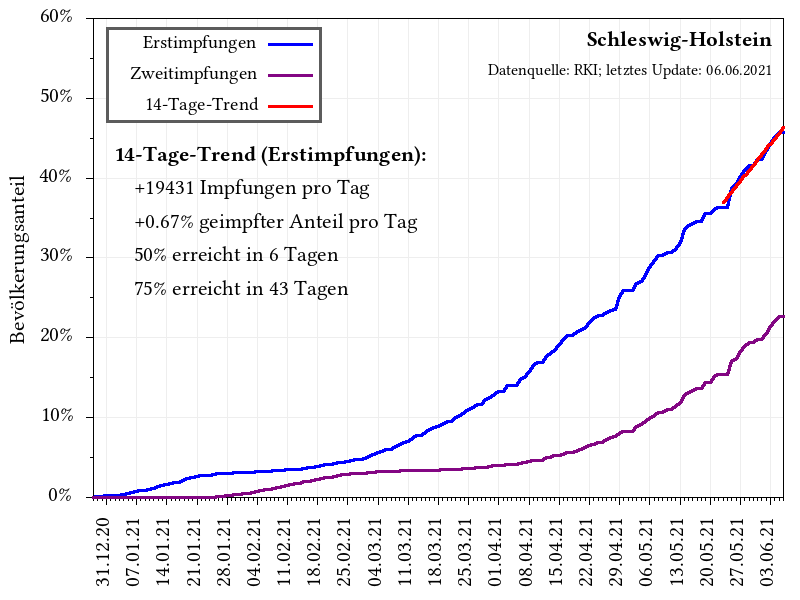 Schleswig-Holstein
Datenquelle: RKI; letztes Update: 06.06.2021
Erstimpfungen
Zweitimpfungen
14-Tage-Trend
14-Tage-Trend (Erstimpfungen):
+19431 Impfungen pro Tag
+0.67% geimpfter Anteil pro Tag
50% erreicht in 6 Tagen
75% erreicht in 43 Tagen
Bevölkerungsanteil
60%
50%
40%
30%
20%
10%
0%
31.12.20
07.01.21
14.01.21
21.01.21
28.01.21
04.02.21
11.02.21
18.02.21
25.02.21
04.03.21
11.03.21
18.03.21
25.03.21
01.04.21
08.04.21
15.04.21
22.04.21
29.04.21
06.05.21
13.05.21
20.05.21
27.05.21
03.06.21